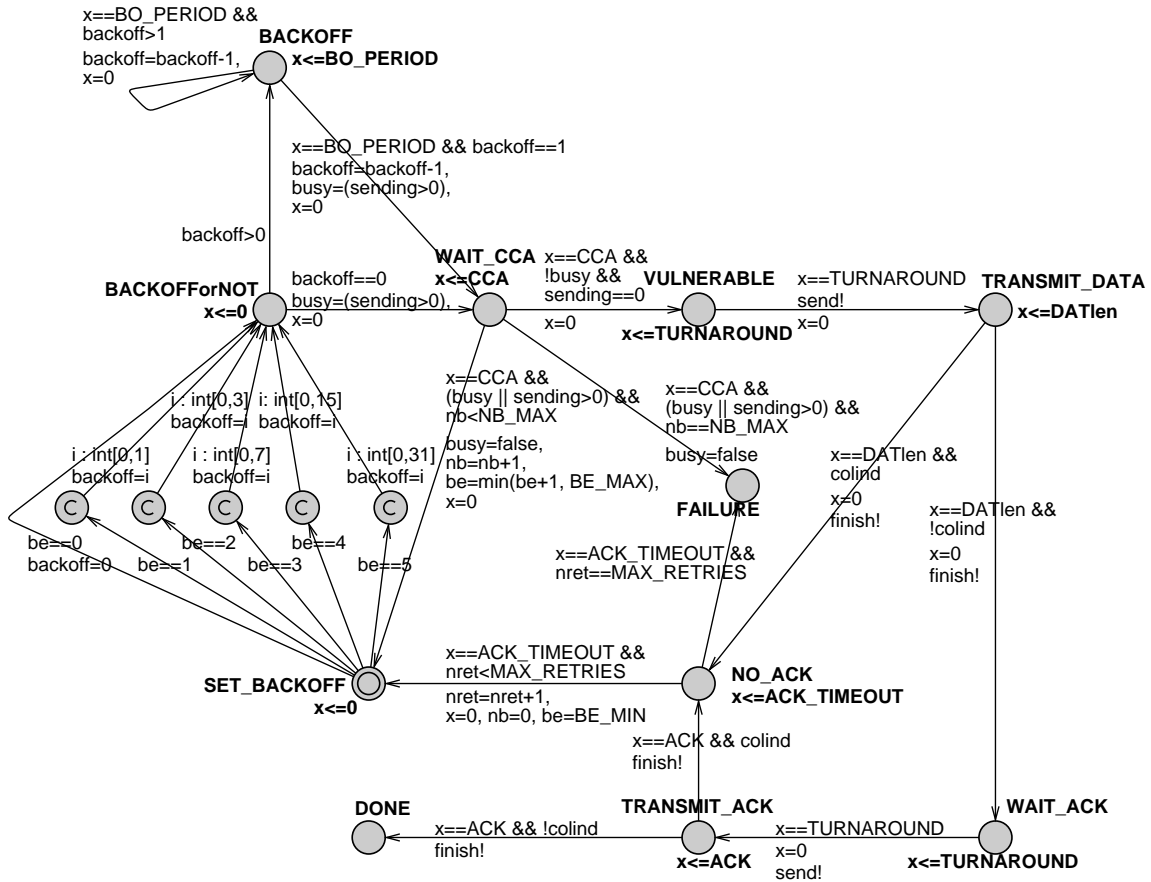 x==BO_PERIOD &&
backoff>1
backoff=backoff-1,
x=0
BACKOFF
x<=BO_PERIOD
x==BO_PERIOD && backoff==1
backoff=backoff-1,
busy=(sending>0),
x=0
backoff>0
BACKOFForNOT
x<=0
backoff==0
busy=(sending>0),
x=0
WAIT_CCA
x<=CCA
x==CCA &&
!busy &&
sending==0
x=0
VULNERABLE
x<=TURNAROUND
x==TURNAROUND
send!
x=0
TRANSMIT_DATA
x<=DATlen
i : int[0,1]
backoff=i
i : int[0,3]
backoff=i
i : int[0,7]
backoff=i
i: int[0,15]
backoff=i
i : int[0,31]
backoff=i
x==CCA &&
(busy || sending>0) &&
nb<NB_MAX
busy=false,
nb=nb+1,
be=min(be+1, BE_MAX),
x=0
x==CCA &&
(busy || sending>0) &&
nb==NB_MAX
busy=false
FAILURE
x==DATlen &&
colind
x=0
finish!
x==DATlen &&
!colind
x=0
finish!
C
C
C
C
C
be==0
backoff=0
be==1
be==2
be==3
be==4
be==5
x==ACK_TIMEOUT &&
nret==MAX_RETRIES
SET_BACKOFF
x<=0
x==ACK_TIMEOUT &&
nret<MAX_RETRIES
nret=nret+1,
x=0, nb=0, be=BE_MIN
NO_ACK
x<=ACK_TIMEOUT
x==ACK && colind
finish!
DONE
x==ACK && !colind
finish!
TRANSMIT_ACK
x<=ACK
x==TURNAROUND
x=0
send!
WAIT_ACK
x<=TURNAROUND